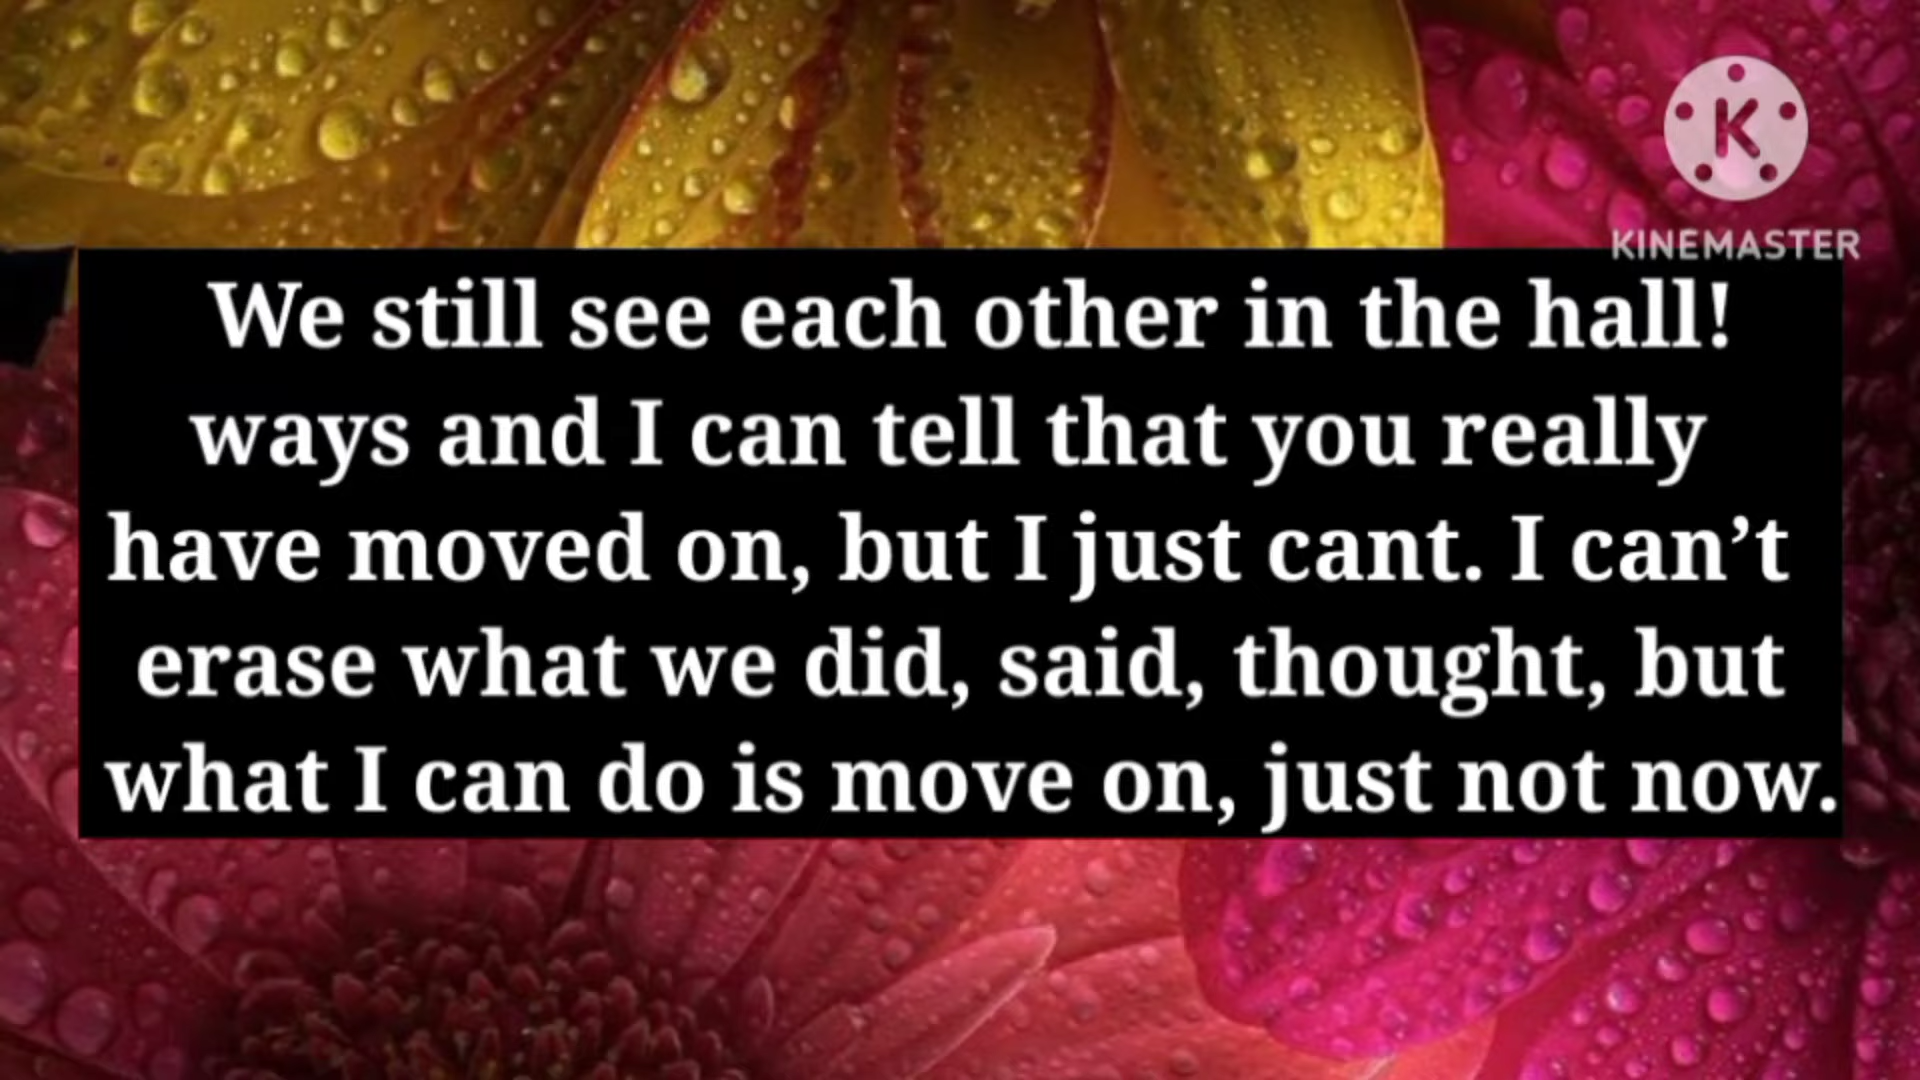 K
KINEMASTER
We still see each other in the hall!
ways and I can tell that you really
have moved on, but I just cant. I can’t
erase what we did, said, thought, but
what I can do is move on, just not now.